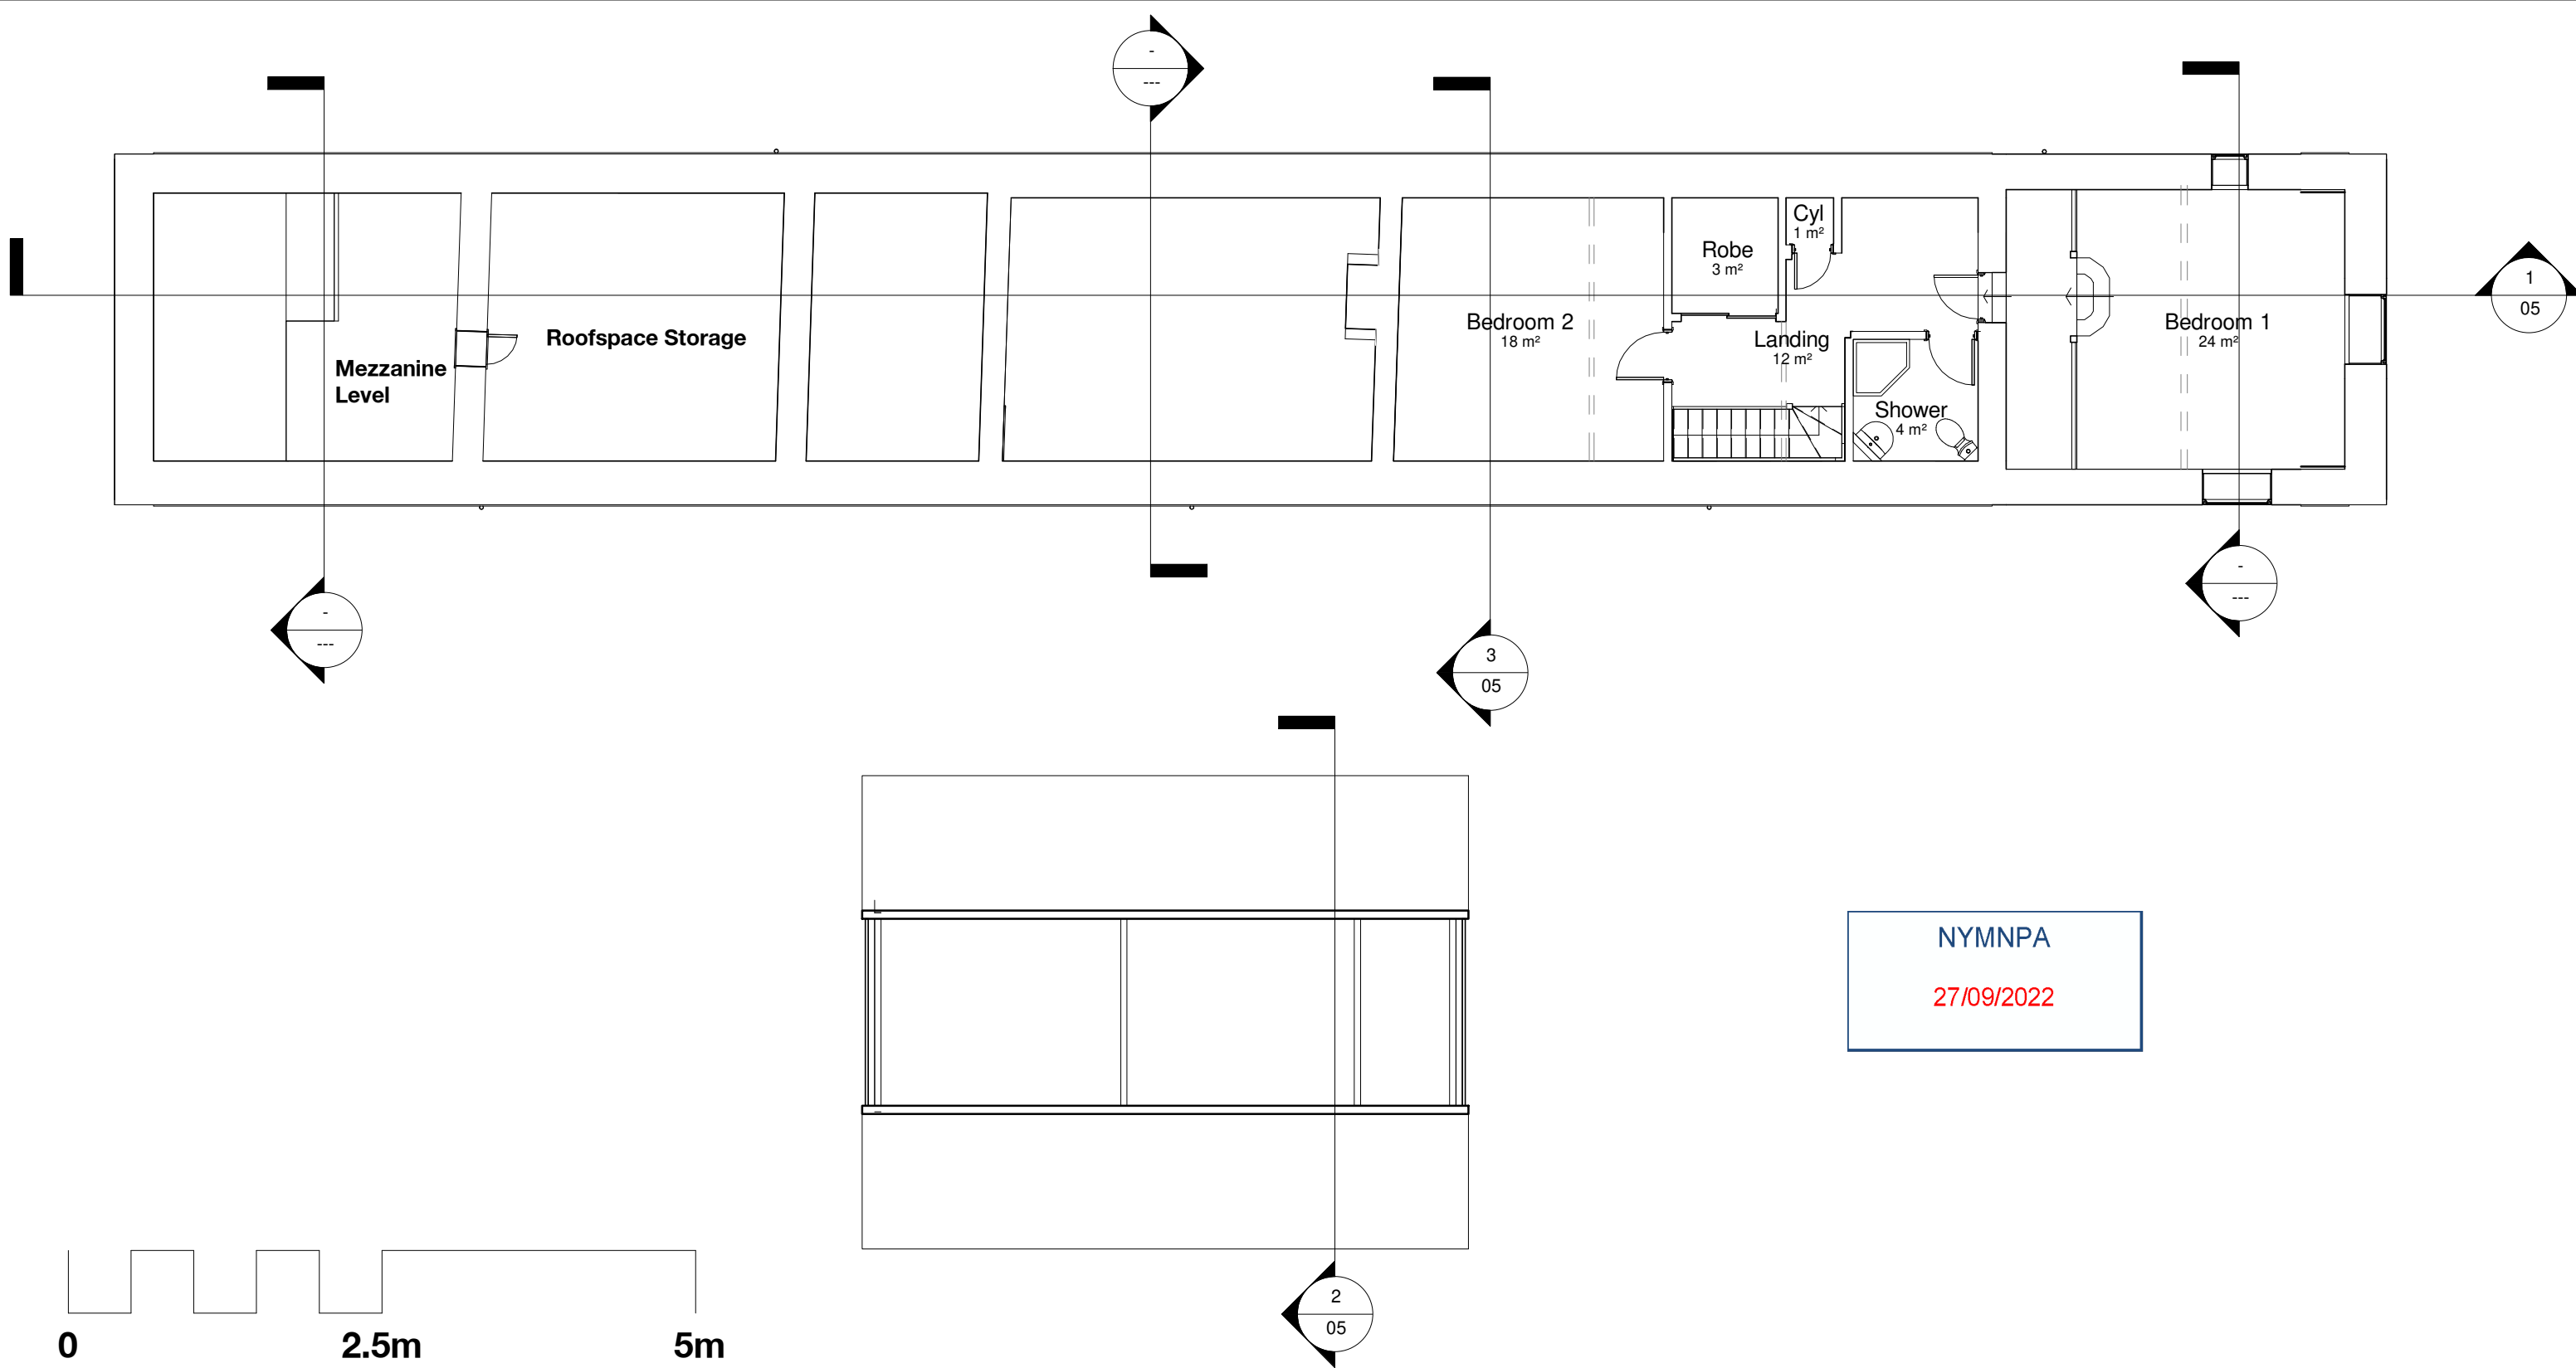 -
---
Cyl
1 m²
Robe
3 m²
1
05
Bedroom 2
18 m²
Bedroom 1
24 m²
Roofspace Storage
Landing
12 m²
Mezzanine
Level
Shower
4 m²
-
---
-
---
3
05
NYMNPA
27/09/2022
2
05
0
2.5m
5m